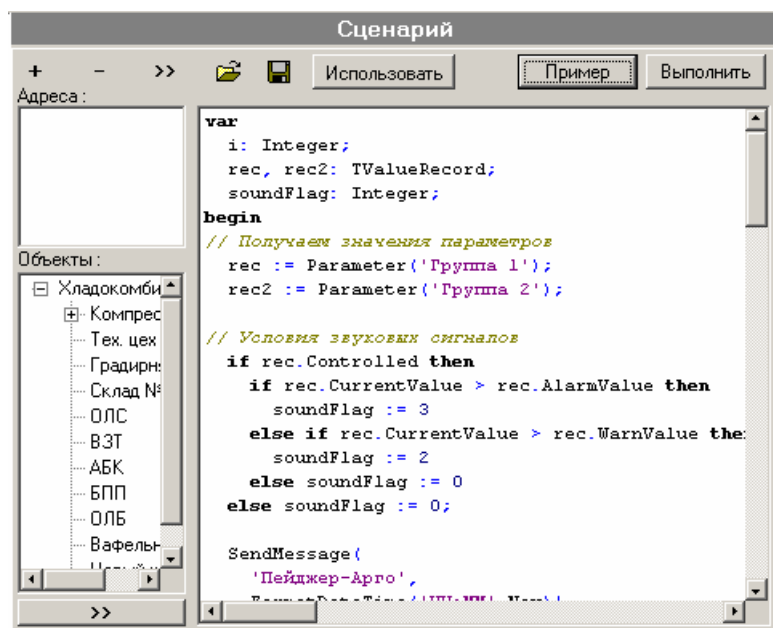 Сценарий
+ − >> Использовать Пример Выполнить
Адреса :
Объекты :
Хладокомби
Компрес
Тех. цех
Градирн
Склад №
ОЛС
ВЗТ
АБК
БПП
ОЛБ
Вафельн
>>
var
i: Integer;
rec, rec2: TValueRecord;
soundFlag: Integer;
begin
// Получаем значения параметров
rec := Parameter('Группа 1');
rec2 := Parameter('Группа 2');
// Условия звуковых сигналов
if rec.Controlled then
if rec.CurrentValue > rec.AlarmValue then
soundFlag := 3
else if rec.CurrentValue > rec.WarnValue the
soundFlag := 2
else soundFlag := 0
else soundFlag := 0;
SendMessage(
'Пейджер-Арго',